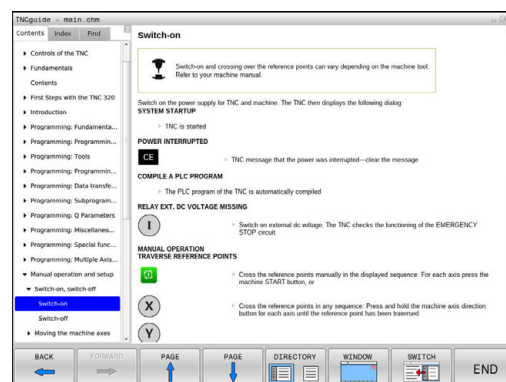 TNCguide - main.chm
Contents Index Find
Controls of the TNC
Fundamentals
Contents
First Steps with the TNC 320
Introduction
Programming: Fundamenta...
Programming: Programmin...
Programming: Tools
Programming: Programmin...
Programming: Data transfe...
Programming: Subprogram...
Programming: Q Parameters
Programming: Miscellaneo...
Programming: Special func...
Programming: Multiple Axis...
Manual operation and setup
Switch-on, switch-off
Switch-on
Switch-off
Moving the machine axes
Switch-on
Switch-on and crossing over the reference points can vary depending on the machine tool.
Refer to your machine manual.
Switch on the power supply for TNC and machine. The TNC then displays the following dialog:
SYSTEM STARTUP
TNC is started
POWER INTERRUPTED
CE
TNC message that the power was interrupted—clear the message
COMPILE A PLC PROGRAM
The PLC program of the TNC is automatically compiled
RELAY EXT. DC VOLTAGE MISSING
I
Switch on external dc voltage. The TNC checks the functioning of the EMERGENCY
STOP circuit
MANUAL OPERATION
TRAVERSE REFERENCE POINTS
Cross the reference points manually in the displayed sequence: For each axis press the
machine START button, or
X
Cross the reference points in any sequence: Press and hold the machine axis direction
button for each axis until the reference point has been traversed
Y
BACK FORWARD PAGE PAGE DIRECTORY WINDOW SWITCH END